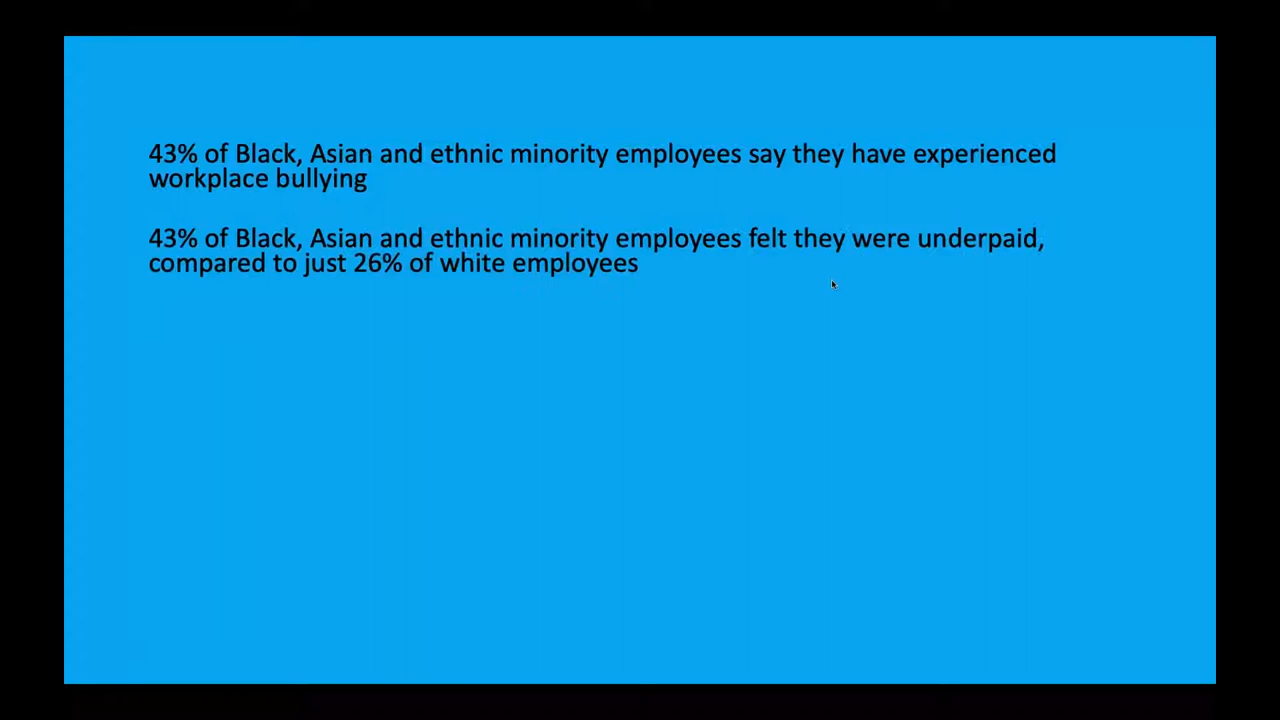 43% of Black, Asian and ethnic minority employees say they have experienced
workplace bullying
43% of Black, Asian and ethnic minority employees felt they were underpaid,
compared to just 26% of white employees